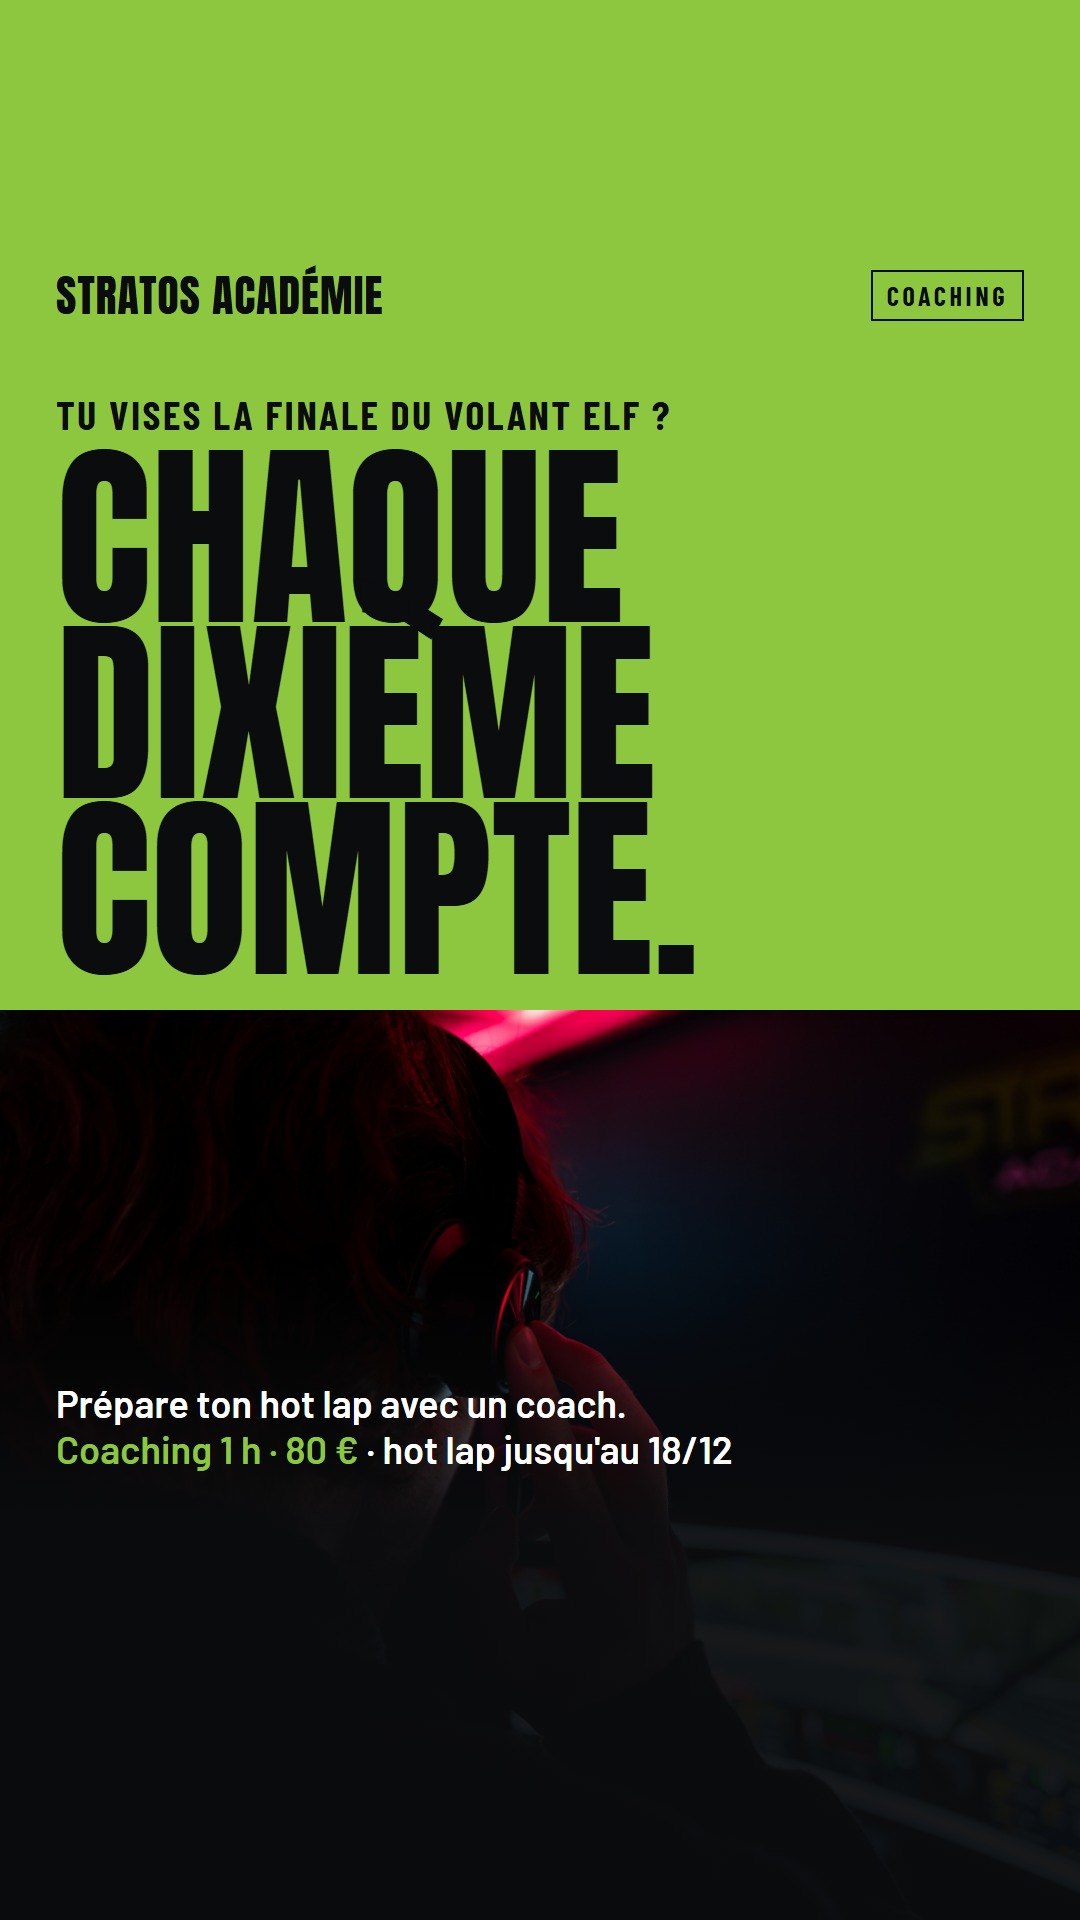 STRATOS ACADÉMIE
COACHING
TU VISES LA FINALE DU VOLANT ELF ?
CHAQUE
DIXIÈME
COMPTE.
STR
Prépare ton hot lap avec un coach.
Coaching 1 h · 80 € · hot lap jusqu'au 18/12